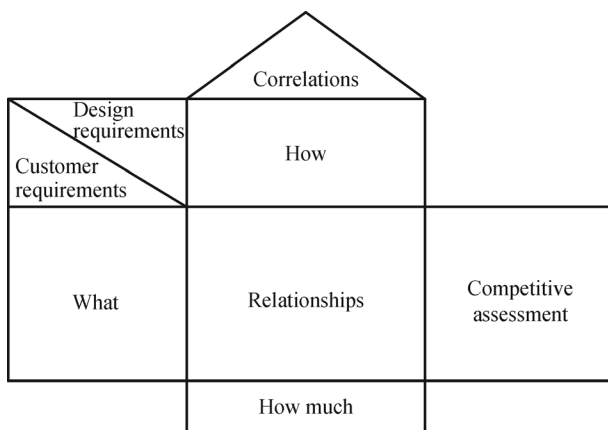 Correlations
Design
requirements
How
Customer
requirements
What
Relationships
Competitive
assessment
How much